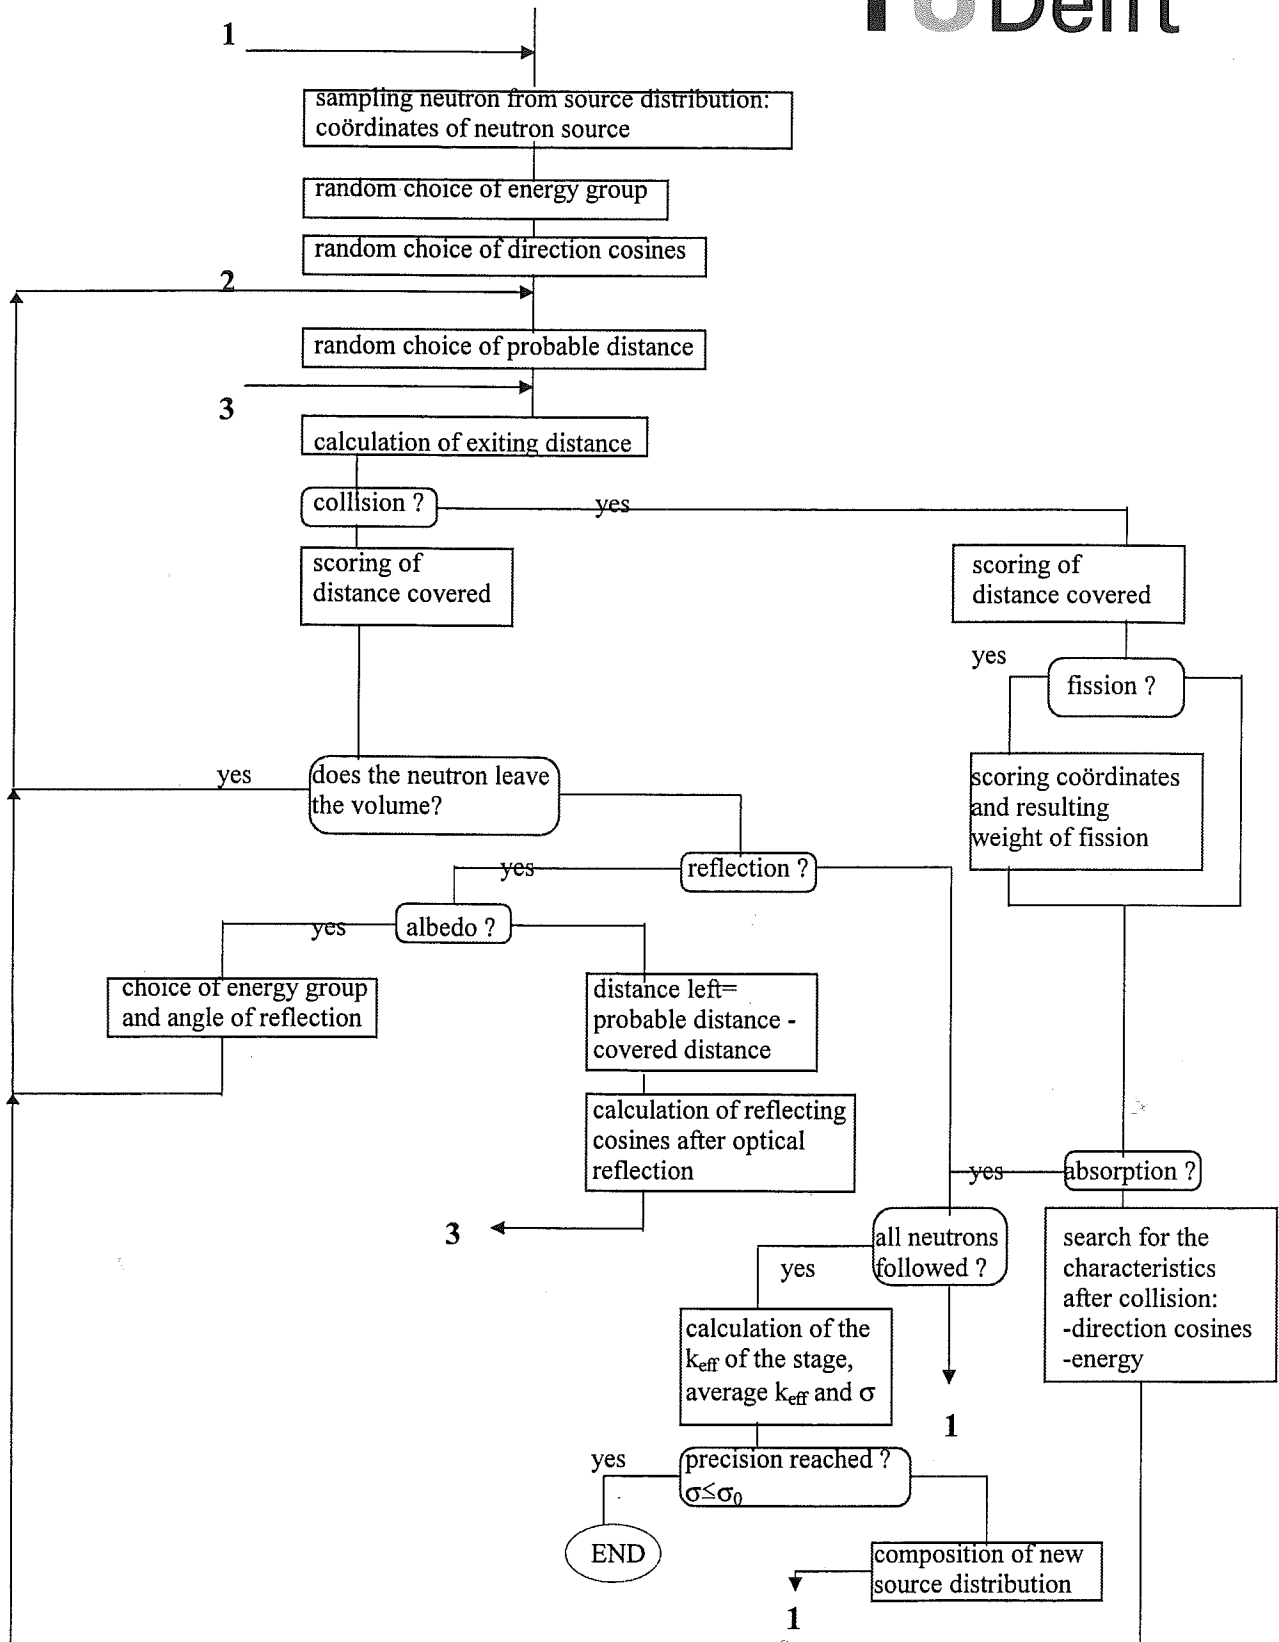 TU Delft
1
sampling neutron from source distribution:
coördinates of neutron source
random choice of energy group
random choice of direction cosines
2
random choice of probable distance
3
calculation of exiting distance
collision ?
yes
scoring of
distance covered
scoring of
distance covered
yes
fission ?
scoring coördinates
and resulting
weight of fission
yes
does the neutron leave
the volume?
yes
reflection ?
yes
albedo ?
choice of energy group
and angle of reflection
distance left=
probable distance -
covered distance
calculation of reflecting
cosines after optical
reflection
3
yes
absorption ?
all neutrons
followed ?
yes
search for the
characteristics
after collision:
-direction cosines
-energy
calculation of the
keff of the stage,
average keff and σ
1
yes
precision reached ?
σ≤σ0
END
composition of new
source distribution
1